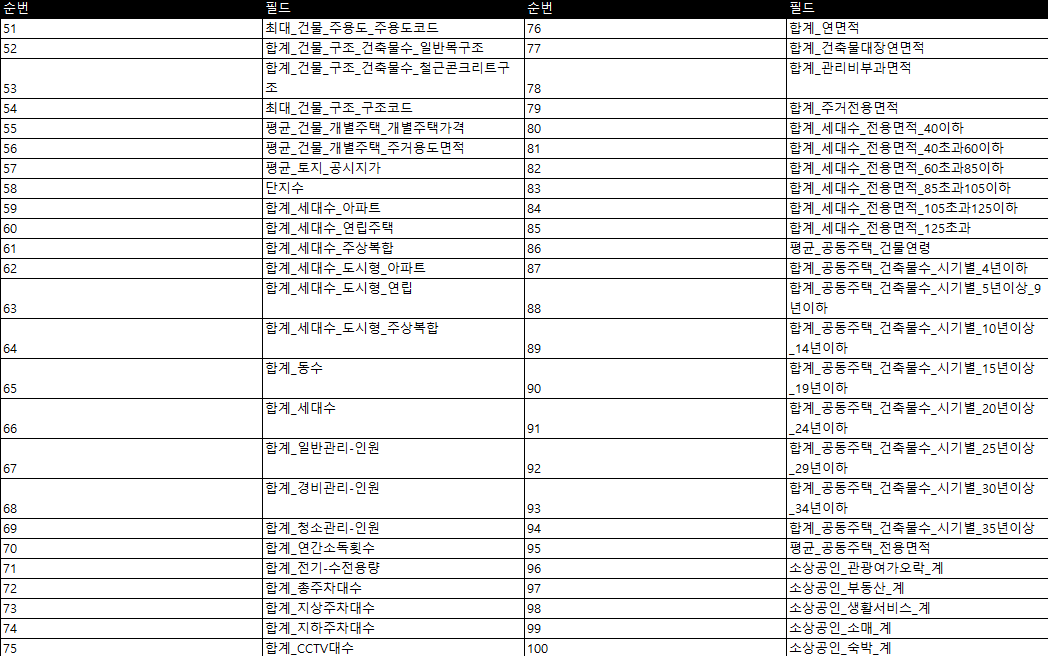 순번 필드 순번 필드
51 최대_건물_주용도_주용도코드 76 합계_연면적
52 합계_건물_구조_건축물수_일반목구조 77 합계_건축물대장연면적
합계_건물_구조_건축물수_철근콘크리트구 합계_관리비부과면적
53 조 78
54 최대_건물_구조_구조코드 79 합계_주거전용면적
55 평균_건물_개별주택_개별주택가격 80 합계_세대수_전용면적_40이하
56 평균_건물_개별주택_주거용도면적 81 합계_세대수_전용면적_40초과60이하
57 평균_토지_공시지가 82 합계_세대수_전용면적_60초과85이하
58 단지수 83 합계_세대수_전용면적_85초과105이하
59 합계_세대수_아파트 84 합계_세대수_전용면적_105초과125이하
60 합계_세대수_연립주택 85 합계_세대수_전용면적_125초과
61 합계_세대수_주상복합 86 평균_공동주택_건물연령
62 합계_세대수_도시형_아파트 87 합계_공동주택_건축물수_시기별_4년이하
합계_세대수_도시형_연립 합계_공동주택_건축물수_시기별_5년이상_9
63 88 년이하
합계_세대수_도시형_주상복합 합계_공동주택_건축물수_시기별_10년이상
64 89 _14년이하
합계_동수 합계_공동주택_건축물수_시기별_15년이상
65 90 _19년이하
합계_세대수 합계_공동주택_건축물수_시기별_20년이상
66 91 _24년이하
합계_일반관리-인원 합계_공동주택_건축물수_시기별_25년이상
67 92 _29년이하
합계_경비관리-인원 합계_공동주택_건축물수_시기별_30년이상
68 93 _34년이하
69 합계_청소관리-인원 94 합계_공동주택_건축물수_시기별_35년이상
70 합계_연간소독횟수 95 평균_공동주택_전용면적
71 합계_전기-수전용량 96 소상공인_관광여가오락_계
72 합계_총주차대수 97 소상공인_부동산_계
73 합계_지상주차대수 98 소상공인_생활서비스_계
74 합계_지하주차대수 99 소상공인_소매_계
75 합계_CCTV대수 100 소상공인_숙박_계